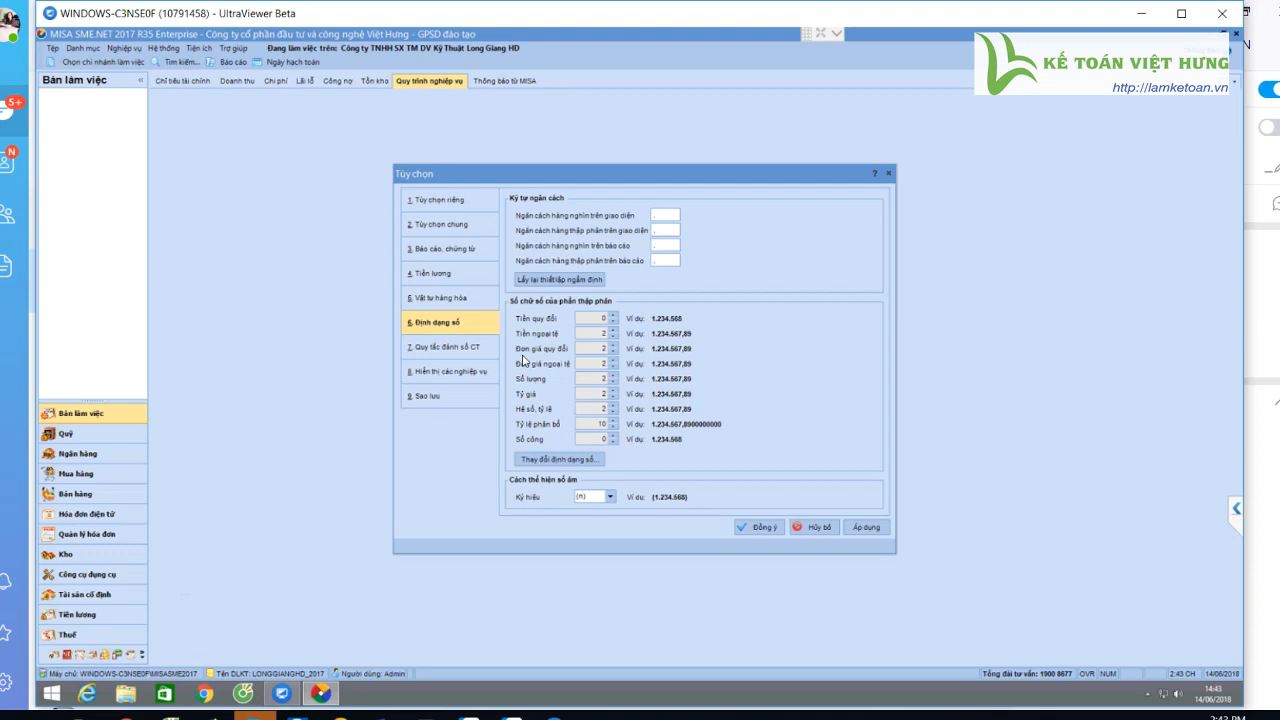 WINDOWS-C3NSE0F (10791458) - UltraViewer Beta
MISA SME.NET 2017 R35 Enterprise - Công ty cổ phần đầu tư và công nghệ Việt Hưng - GPSD đào tạo
Tệp Danh mục Nghiệp vụ Hệ thống Tiện ích Trợ giúp Đang làm việc trên: Công ty TNHH SX TM DV Kỹ Thuật Long Giang HD
Chọn chi nhánh làm việc Tìm kiếm... Báo cáo Ngày hạch toán
KẾ TOÁN VIỆT HƯNG
http://lamketoan.vn
Bàn làm việc
Chỉ tiêu tài chính Doanh thu Chi phí Lãi lỗ Công nợ Tồn kho Quy trình nghiệp vụ Thông báo từ MISA
5+
N
Tùy chọn
1. Tùy chọn riêng
2. Tùy chọn chung
3. Báo cáo, chứng từ
4. Tiền lương
5. Vật tư hàng hóa
6. Định dạng số
7. Quy tắc đánh số CT
8. Hiển thị các nghiệp vụ
9. Sao lưu
Ký tự ngăn cách
Ngăn cách hàng nghìn trên giao diện .
Ngăn cách hàng thập phân trên giao diện ,
Ngăn cách hàng nghìn trên báo cáo .
Ngăn cách hàng thập phân trên báo cáo ,
Lấy lại thiết lập ngầm định
Số chữ số của phần thập phân
Tiền quy đổi 0 Ví dụ: 1.234.568
Tiền ngoại tệ 2 Ví dụ: 1.234.567,89
Đơn giá quy đổi 2 Ví dụ: 1.234.567,89
Đơn giá ngoại tệ 2 Ví dụ: 1.234.567,89
Số lượng 2 Ví dụ: 1.234.567,89
Tỷ giá 2 Ví dụ: 1.234.567,89
Hệ số, tỷ lệ 2 Ví dụ: 1.234.567,89
Tỷ lệ phân bổ 10 Ví dụ: 1.234.567,8900000000
Số công 0 Ví dụ: 1.234.568
Thay đổi định dạng số...
Cách thể hiện số âm
Ký hiệu (n) Ví dụ: (1.234.568)
Đồng ý Hủy bỏ Áp dụng
Bàn làm việc
Quỹ
Ngân hàng
Mua hàng
Bán hàng
Hóa đơn điện tử
Quản lý hóa đơn
Kho
Công cụ dụng cụ
Tài sản cố định
Tiền lương
Thuế
Máy chủ: WINDOWS-C3NSE0F\MISASME2017 Tên DLKT: LONGGIANGHD_2017 Người dùng: Admin Tổng đài tư vấn: 1900 8677 OVR NUM 2:43 CH 14/06/2018
14:43
14/06/2018